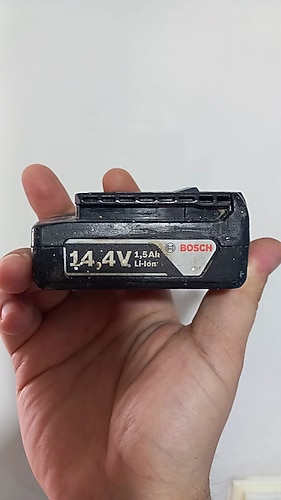 14,4V
1,5Ah
Li-Ion
BOSCH